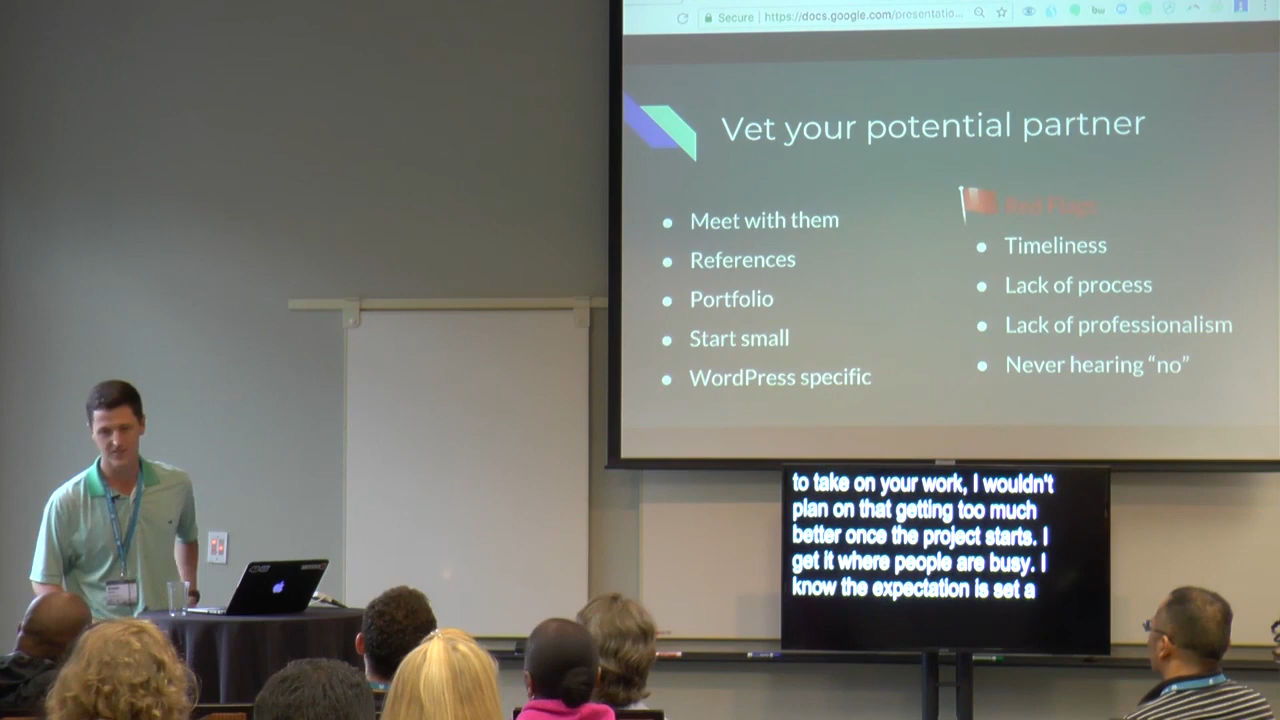 Secure | https://docs.google.com/presentatio...
Vet your potential partner
Meet with them
References
Portfolio
Start small
WordPress specific
Red Flags
Timeliness
Lack of process
Lack of professionalism
Never hearing “no”
to take on your work, I wouldn't
plan on that getting too much
better once the project starts. I
get it where people are busy. I
know the expectation is set a